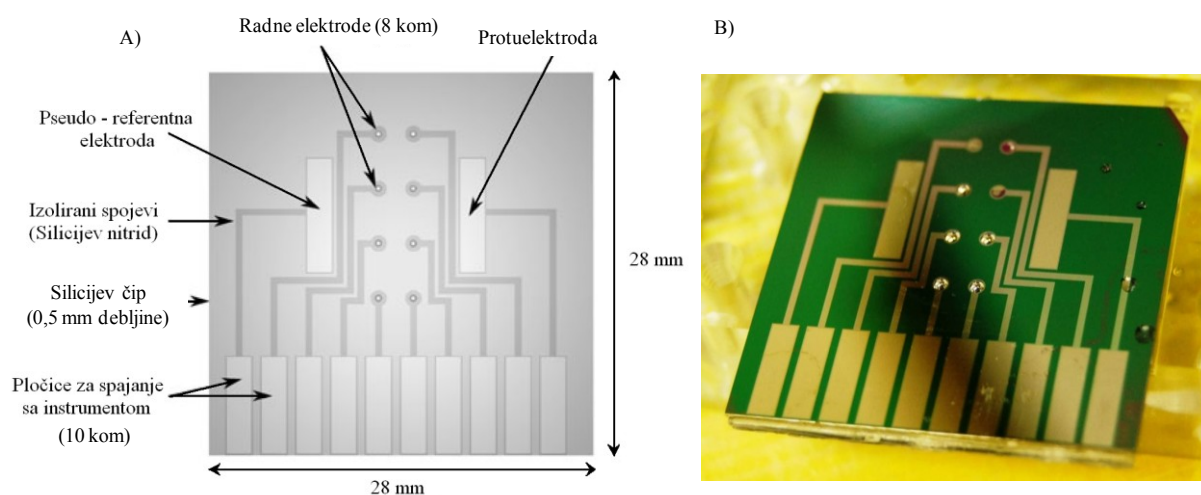 A)
Radne elektrode (8 kom)
Protuelektroda
B)
Pseudo - referentna
elektroda
Izolirani spojevi
(Silicijev nitrid)
28 mm
Silicijev čip
(0,5 mm debljine)
Pločice za spajanje
sa instrumentom
(10 kom)
28 mm